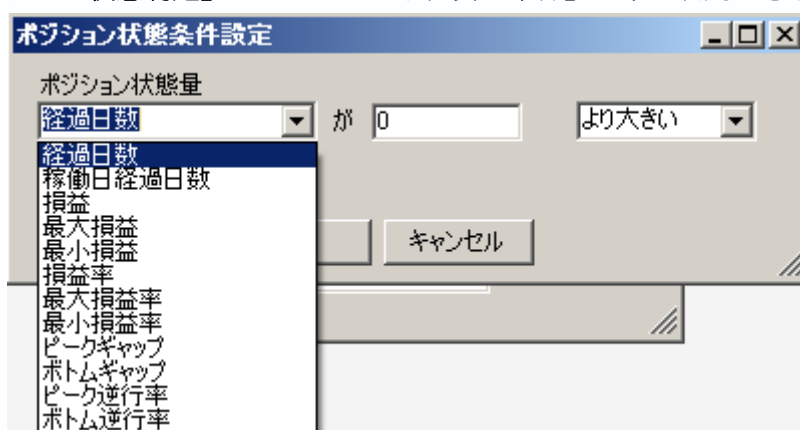 ポジション状態条件設定
ポジション状態量
経過日数 が 0 より大きい
経過日数
稼働日経過日数
損益
最大損益
最小損益
損益率
最大損益率
最小損益率
ピークギャップ
ボトムギャップ
ピーク逆行率
ボトム逆行率
キャンセル